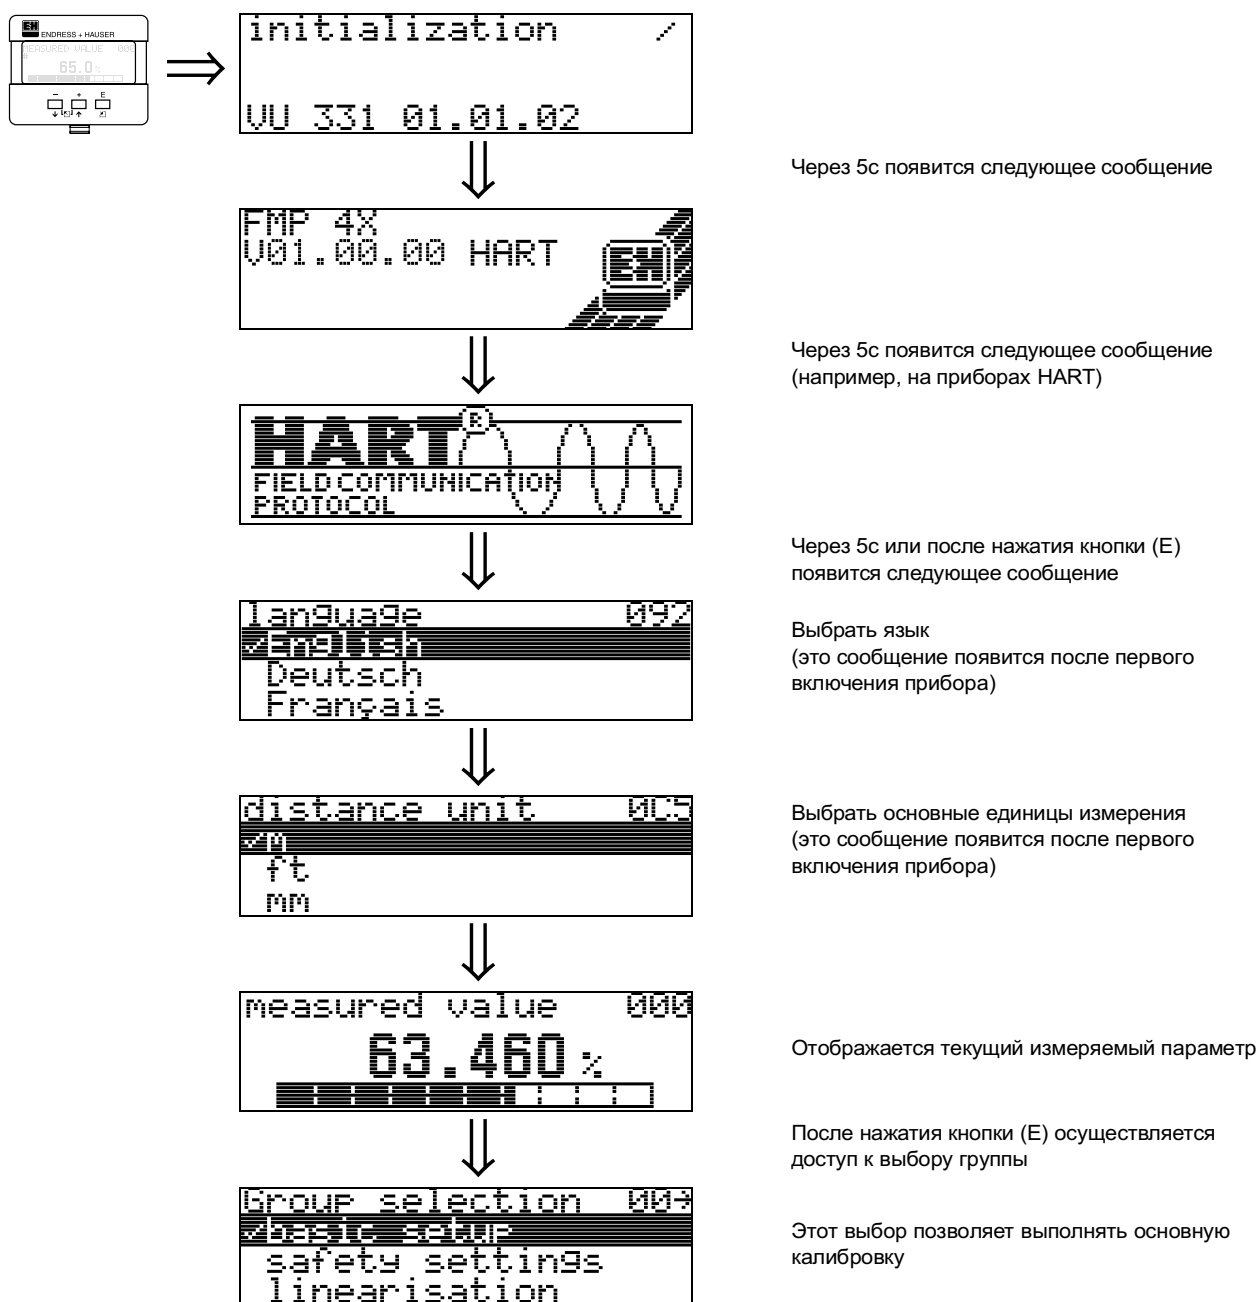 EH ENDRESS + HAUSER
MEASURED VALUE 000
65.0 %
- + E
initialization /
VU 331 01.01.02
Через 5с появится следующее сообщение
FMP 4X
V01.00.00 HART
EH
Через 5с появится следующее сообщение
(например, на приборах HART)
HART R
FIELD COMMUNICATION
PROTOCOL
Через 5с или после нажатия кнопки (E)
появится следующее сообщение
language 092
✓English
Deutsch
Français
Выбрать язык
(это сообщение появится после первого
включения прибора)
distance unit 0C5
✓m
ft
mm
Выбрать основные единицы измерения
(это сообщение появится после первого
включения прибора)
measured value 000
63.460 %
Отображается текущий измеряемый параметр
После нажатия кнопки (E) осуществляется
доступ к выбору группы
Group selection 00→
✓basic setup
safety settings
linearisation
Этот выбор позволяет выполнять основную
калибровку